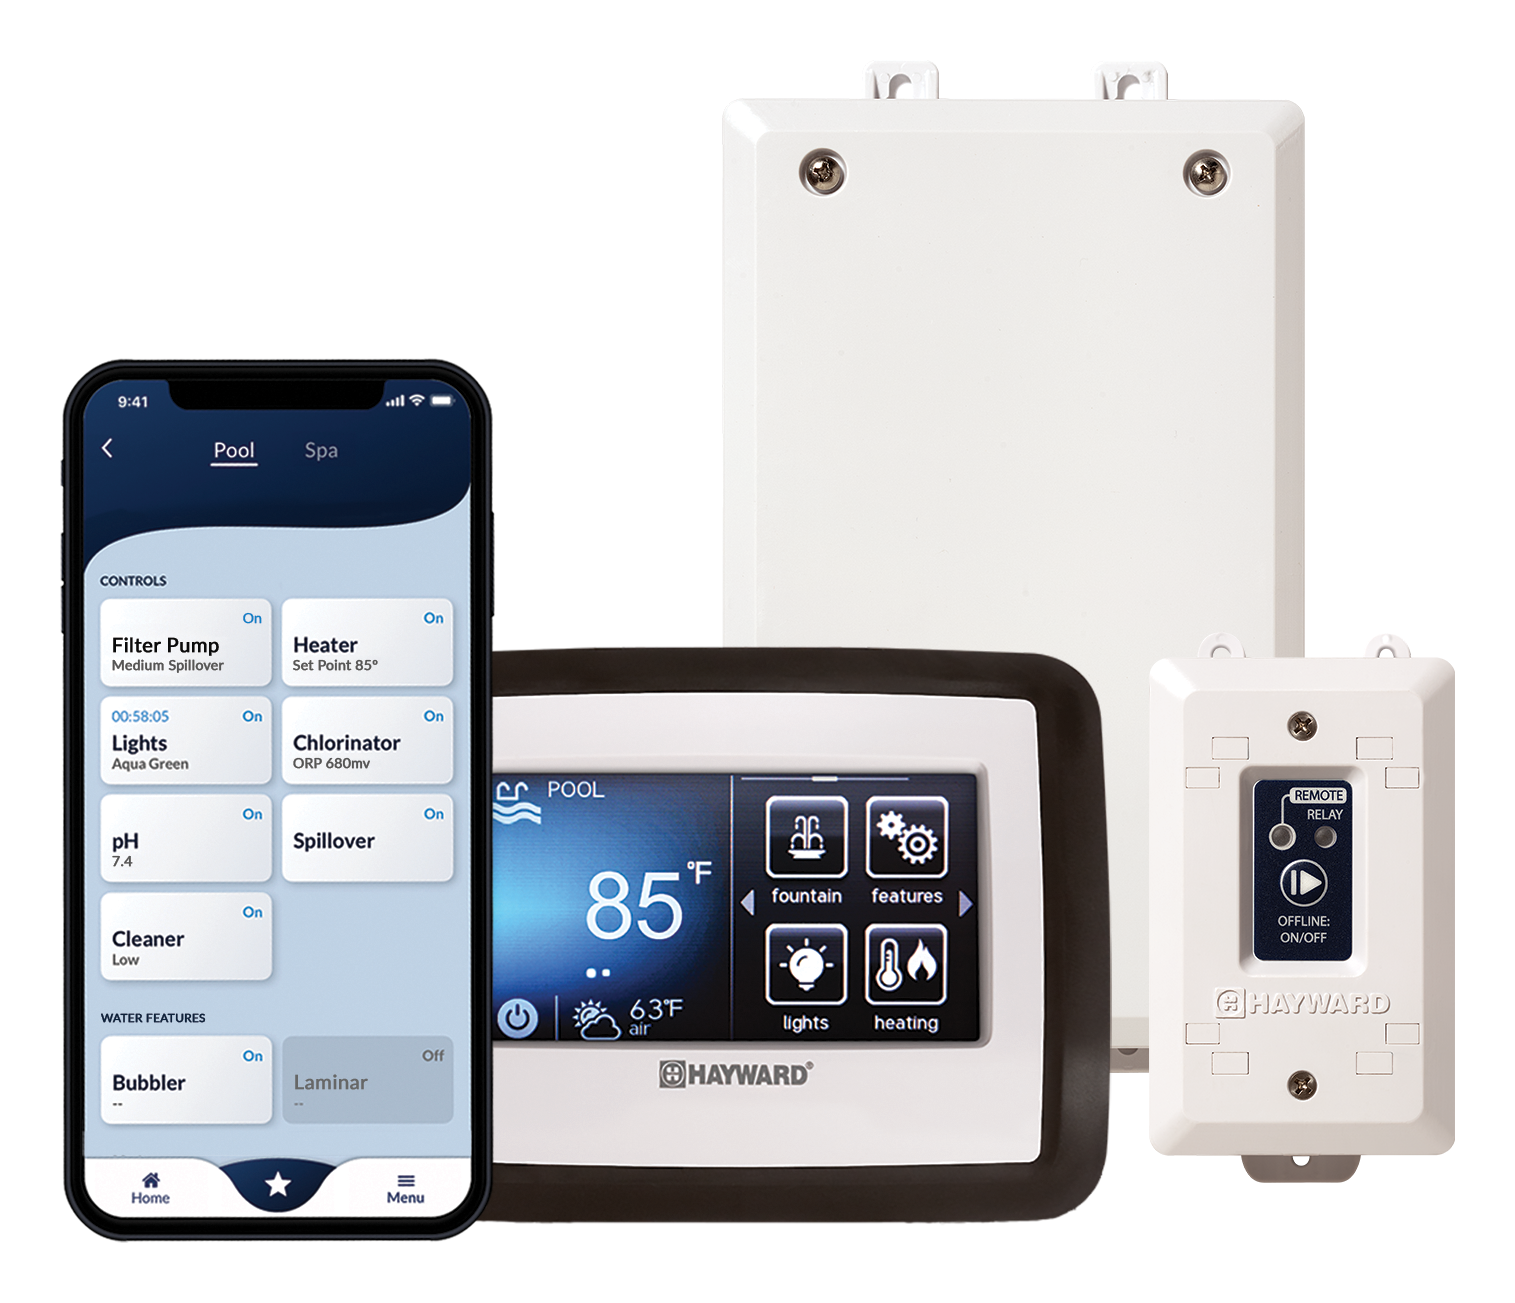 9:41
Pool
Spa
CONTROLS
On
Filter Pump
Medium Spillover
On
Heater
Set Point 85°
00:58:05 On
Lights
Aqua Green
On
Chlorinator
ORP 680mv
On
pH
7.4
On
Spillover
On
Cleaner
Low
WATER FEATURES
On
Bubbler
--
Off
Laminar
--
Home
Menu
POOL
85°F
63°F
air
fountain
features
lights
heating
HAYWARD®
REMOTE
RELAY
OFFLINE:
ON/OFF
HAYWARD